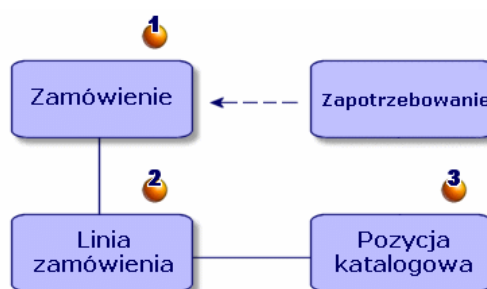 1
Zamówienie
Zapotrzebowanie
2
3
Linia
zamówienia
Pozycja
katalogowa